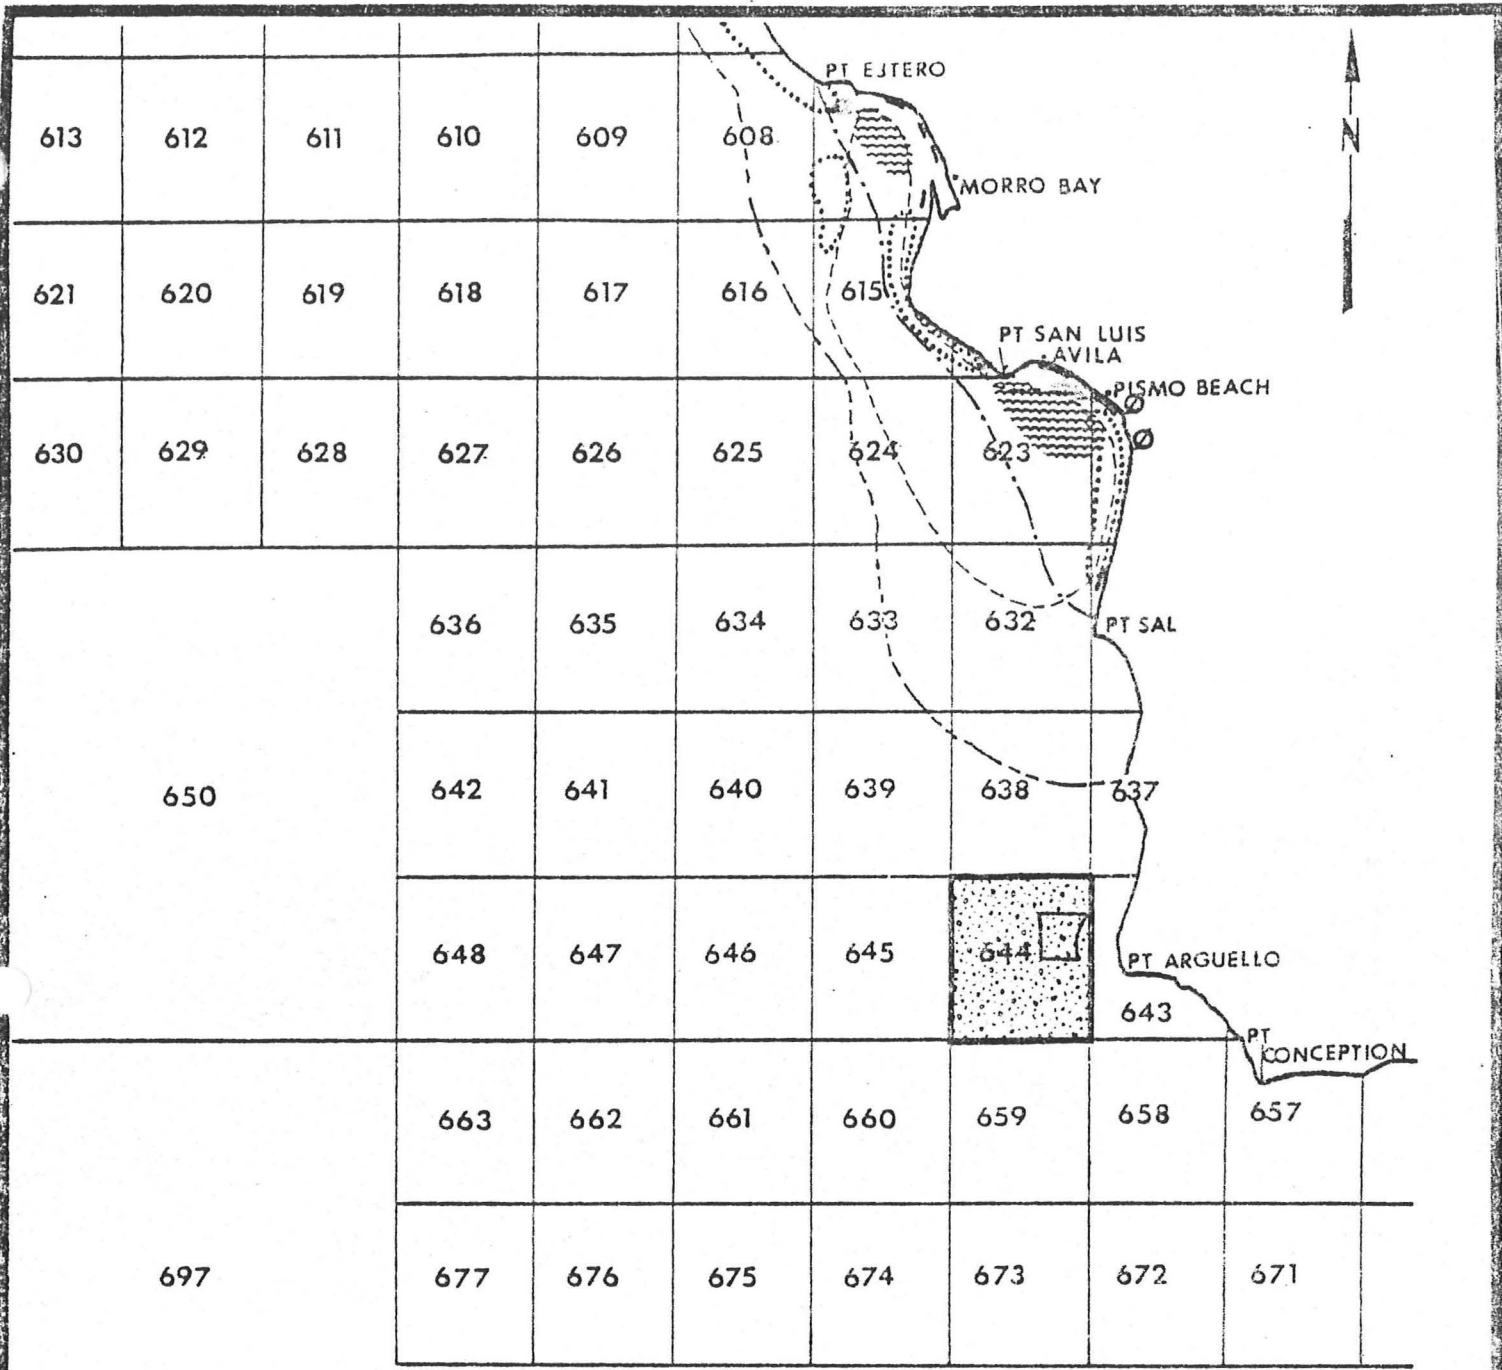 PT ESTERO
613 612 611 610 609 608
N
MORRO BAY
621 620 619 618 617 616 615
PT SAN LUIS
AVILA
PISMO BEACH
630 629 628 627 626 625 624 623
636 635 634 633 632
PT SAL
650 642 641 640 639 638 637
648 647 646 645 644
PT ARGUELLO
643
PT
CONCEPTION
663 662 661 660 659 658 657
697 677 676 675 674 673 672 671